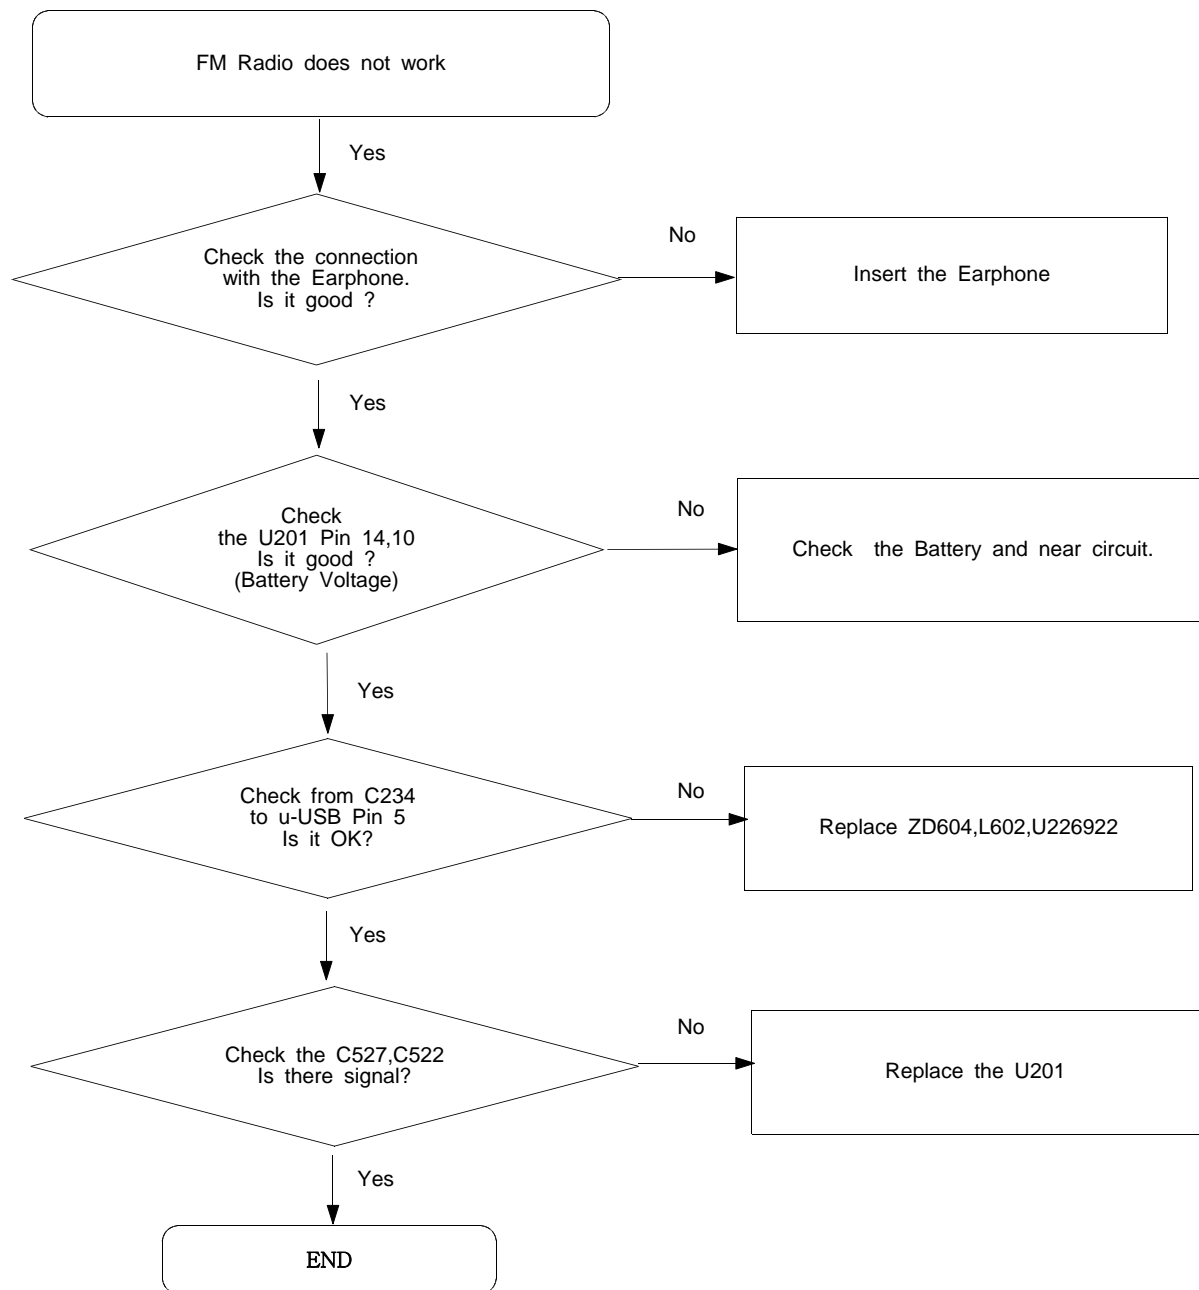 FM Radio does not work
Yes
Check the connection
with the Earphone.
Is it good ?
No
Insert the Earphone
Yes
Check
the U201 Pin 14,10
Is it good ?
(Battery Voltage)
No
Check the Battery and near circuit.
Yes
Check from C234
to u-USB Pin 5
Is it OK?
No
Replace ZD604,L602,U226922
Yes
Check the C527,C522
Is there signal?
No
Replace the U201
Yes
END